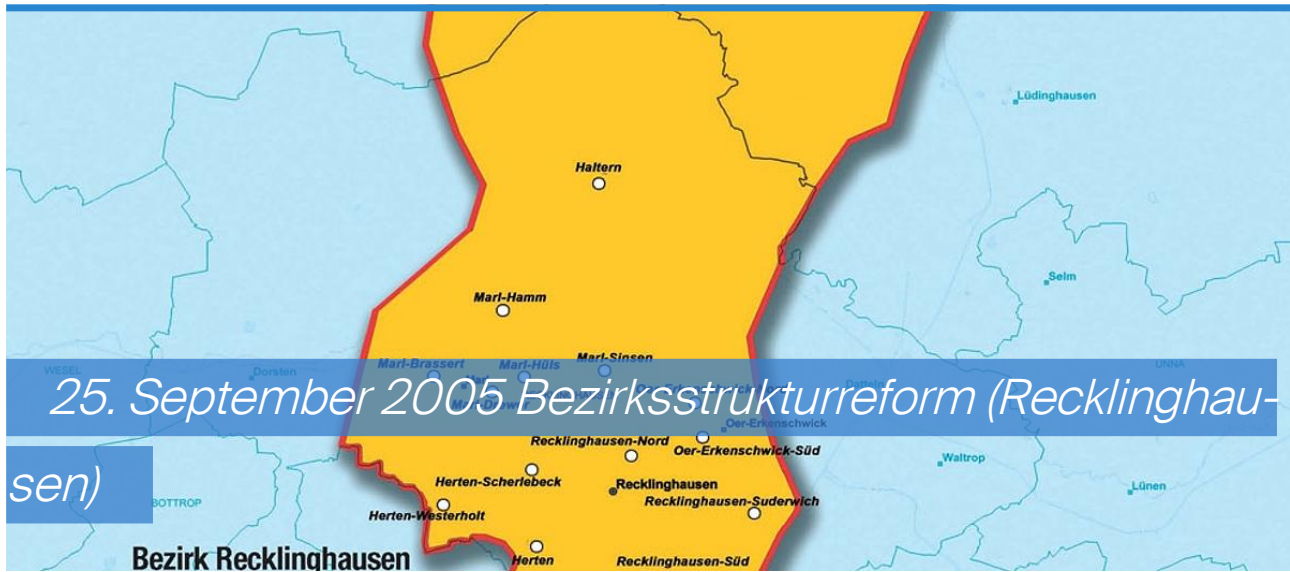 Lüdinghausen
Haltern
Selm
Marl-Hamm
Marl-Sinsen
Marl-Brassert
Marl-Hüls
WESEL
Dorsten
UNNA
25. September 2005 Bezirksstrukturreform (Recklinghau-
sen)
Marl-Drewer
Oer-Erkenschwick
Recklinghausen-Nord
Oer-Erkenschwick-Süd
Waltrop
Herten-Scherlebeck
Recklinghausen
Lünen
BOTTROP
Recklinghausen-Suderwich
Herten-Westerholt
Bezirk Recklinghausen
Herten
Recklinghausen-Süd